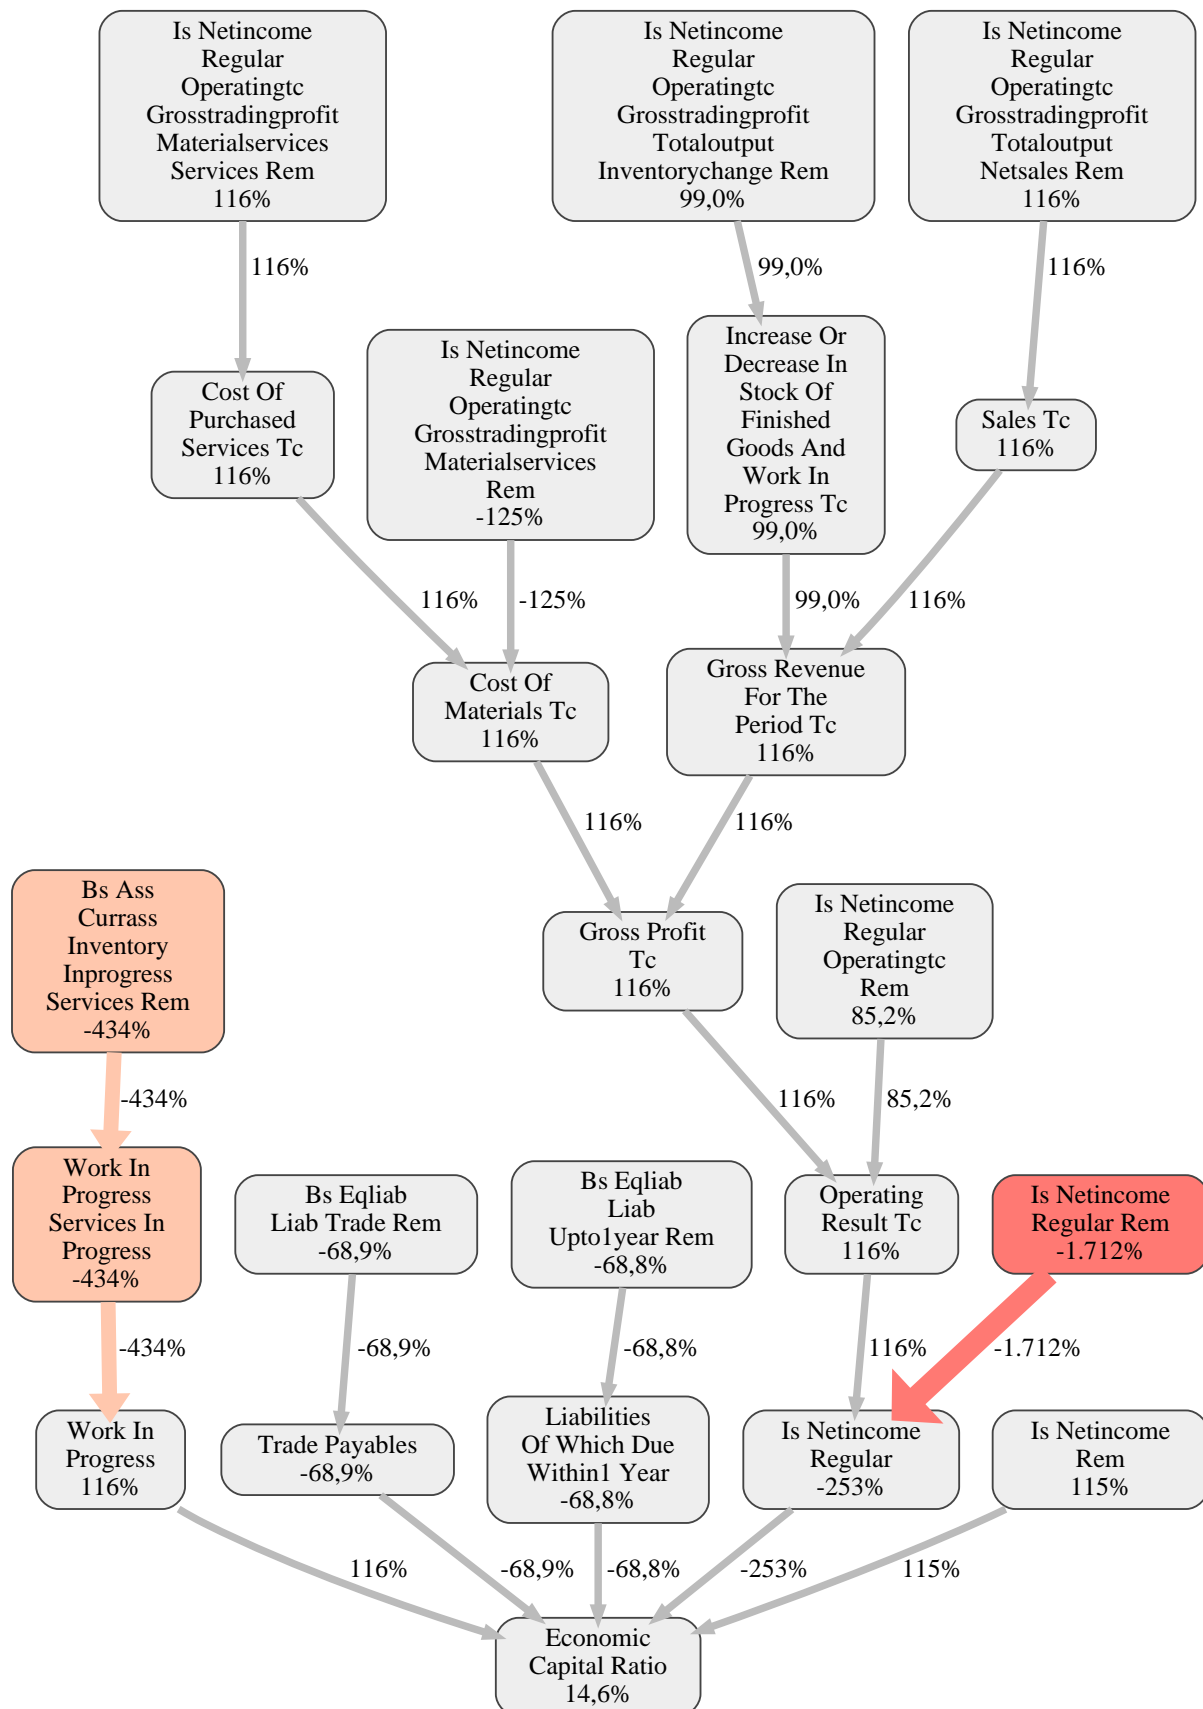 Is Netincome
Regular
Operatingtc
Grosstradingprofit
Materialservices
Services Rem
116%
Is Netincome
Regular
Operatingtc
Grosstradingprofit
Totaloutput
Inventorychange Rem
99,0%
Is Netincome
Regular
Operatingtc
Grosstradingprofit
Totaloutput
Netsales Rem
116%
116%
99,0%
116%
Cost Of
Purchased
Services Tc
116%
Is Netincome
Regular
Operatingtc
Grosstradingprofit
Materialservices
Rem
-125%
Increase Or
Decrease In
Stock Of
Finished
Goods And
Work In
Progress Tc
99,0%
Sales Tc
116%
116%
-125%
99,0%
116%
Cost Of
Materials Tc
116%
Gross Revenue
For The
Period Tc
116%
116%
116%
Bs Ass
Currass
Inventory
Inprogress
Services Rem
-434%
Gross Profit
Tc
116%
Is Netincome
Regular
Operatingtc
Rem
85,2%
-434%
116%
85,2%
Work In
Progress
Services In
Progress
-434%
Bs Eqliab
Liab Trade Rem
-68,9%
Bs Eqliab
Liab
Upto1year Rem
-68,8%
Operating
Result Tc
116%
Is Netincome
Regular Rem
-1.712%
-434%
-68,9%
-68,8%
116%
-1.712%
Work In
Progress
116%
Trade Payables
-68,9%
Liabilities
Of Which Due
Within1 Year
-68,8%
Is Netincome
Regular
-253%
Is Netincome
Rem
115%
116%
-68,9%
-68,8%
-253%
115%
Economic
Capital Ratio
14,6%